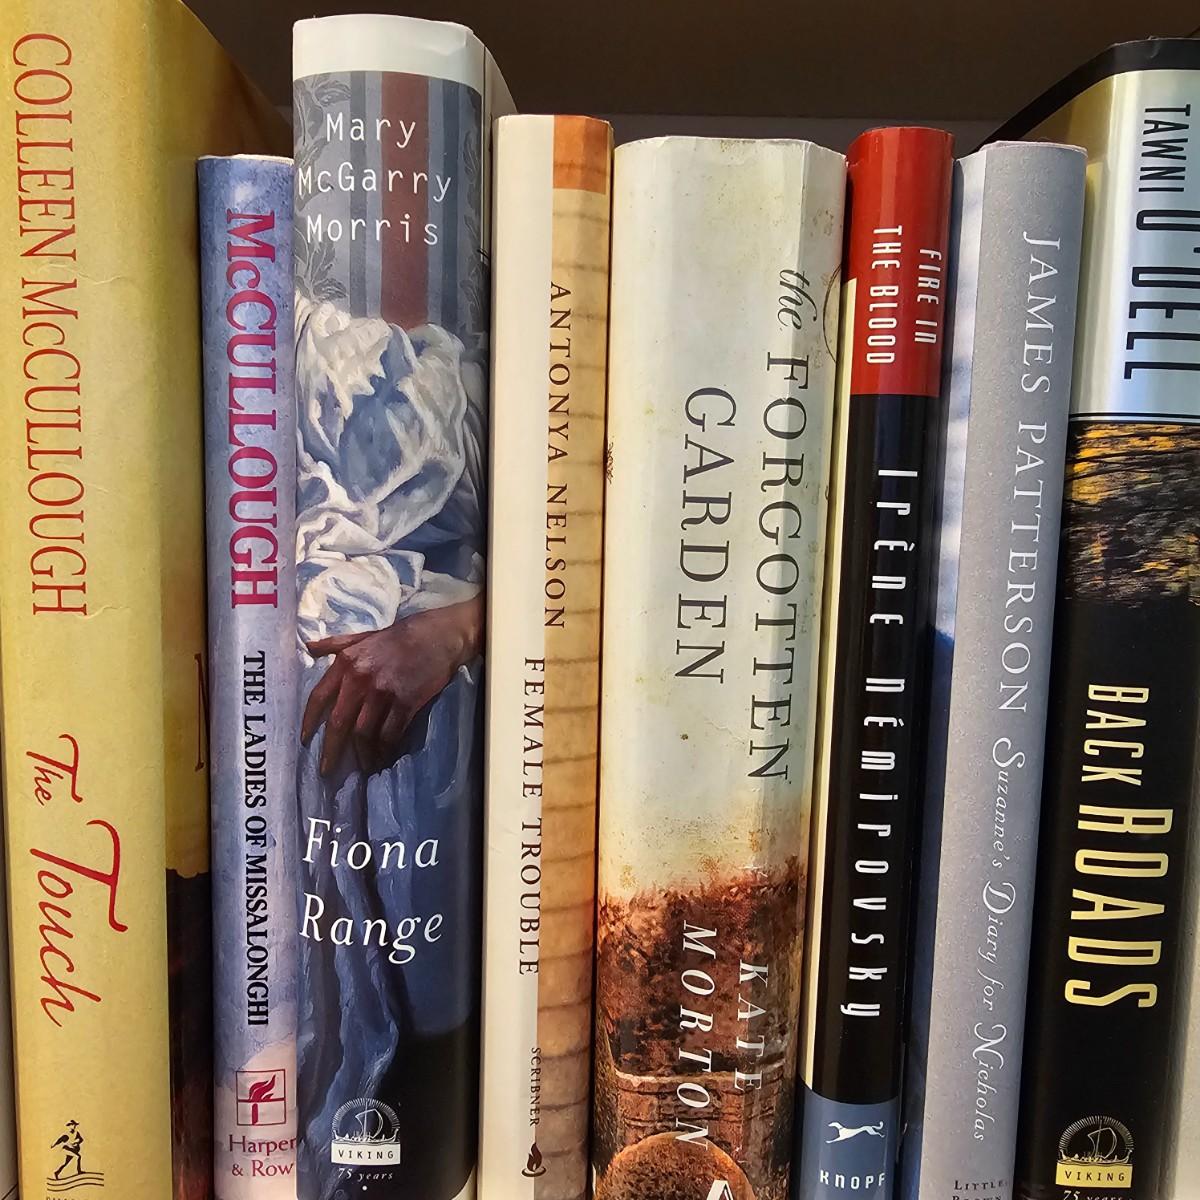 COLLEEN McCULLOUGH
The Touch
McCULLOUGH
THE LADIES OF MISSALONGHI
Harper
& Row
Mary
McGarry
Morris
Fiona
Range
VIKING
75 years
ANTONYA NELSON
FEMALE TROUBLE
SCRIBNER
the FORGOTTEN
GARDEN
KATE
MORTON
FIRE IN
THE BLOOD
Irène némirovsky
KNOPF
JAMES PATTERSON
Suzanne's Diary for Nicholas
LITTLE
TAWNI O'DELL
BACK ROADS
VIKING
75 years